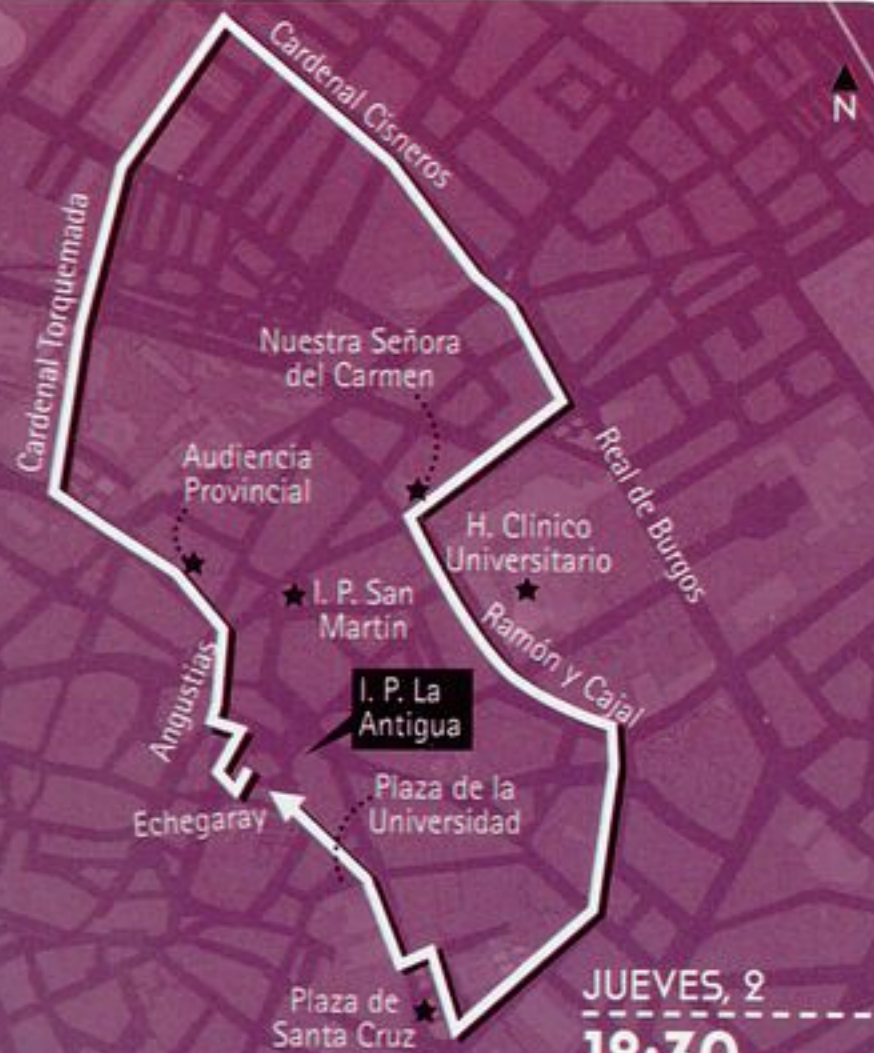 Cardenal Cisneros
N
Cardenal Torquemada
Nuestra Señora
del Carmen
Real de Burgos
Audiencia
Provincial
H. Clínico
Universitario
I. P. San
Martín
Ramón y Cajal
Angustias
I. P. La
Antigua
Plaza de la
Universidad
Echegaray
JUEVES, 2
Plaza de
Santa Cruz